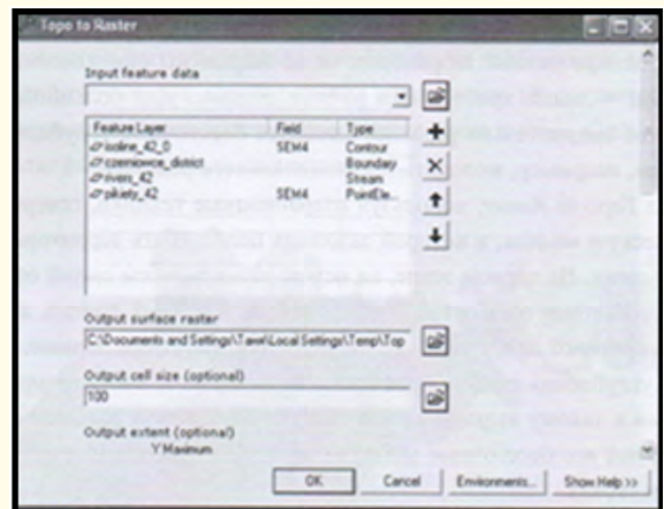 Topo to Raster
Input feature data
Feature Layer Field Type
isoline_42_0 SEM4 Contour
czerniowce_district Boundary
rivers_42 Stream
pikiety_42 SEM4 PointEle...
Output surface raster
C:\Documents and Settings\Tawi\Local Settings\Temp\Top
Output cell size (optional)
100
Output extent (optional)
Y Maximum
OK Cancel Environments... Show Help >>